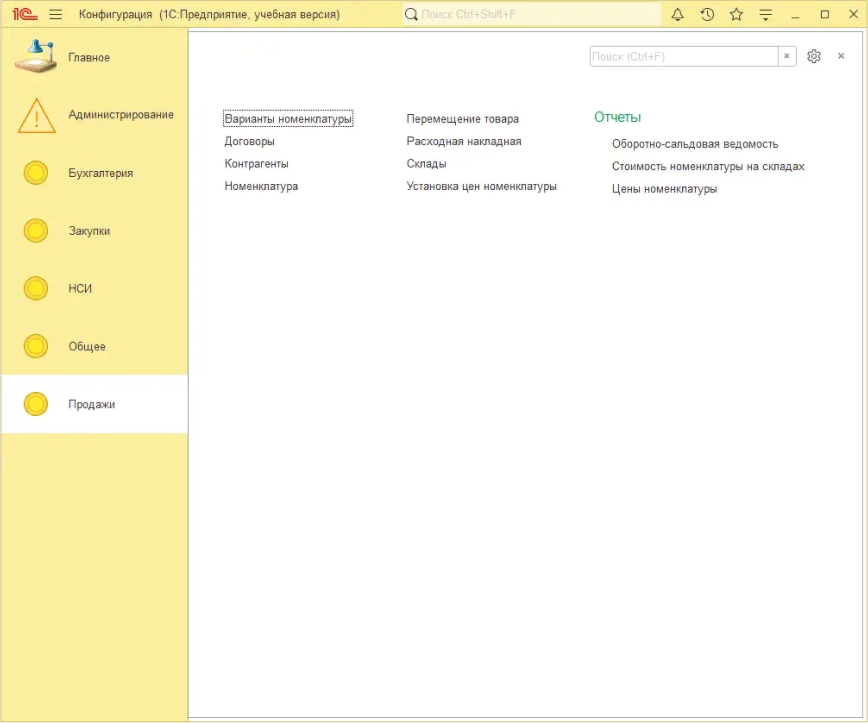 1С Конфигурация (1С:Предприятие, учебная версия) Поиск Ctrl+Shift+F
Главное
Администрирование
Бухгалтерия
Закупки
НСИ
Общее
Продажи
Поиск (Ctrl+F)
Варианты номенклатуры
Договоры
Контрагенты
Номенклатура
Перемещение товара
Расходная накладная
Склады
Установка цен номенклатуры
Отчеты
Оборотно-сальдовая ведомость
Стоимость номенклатуры на складах
Цены номенклатуры